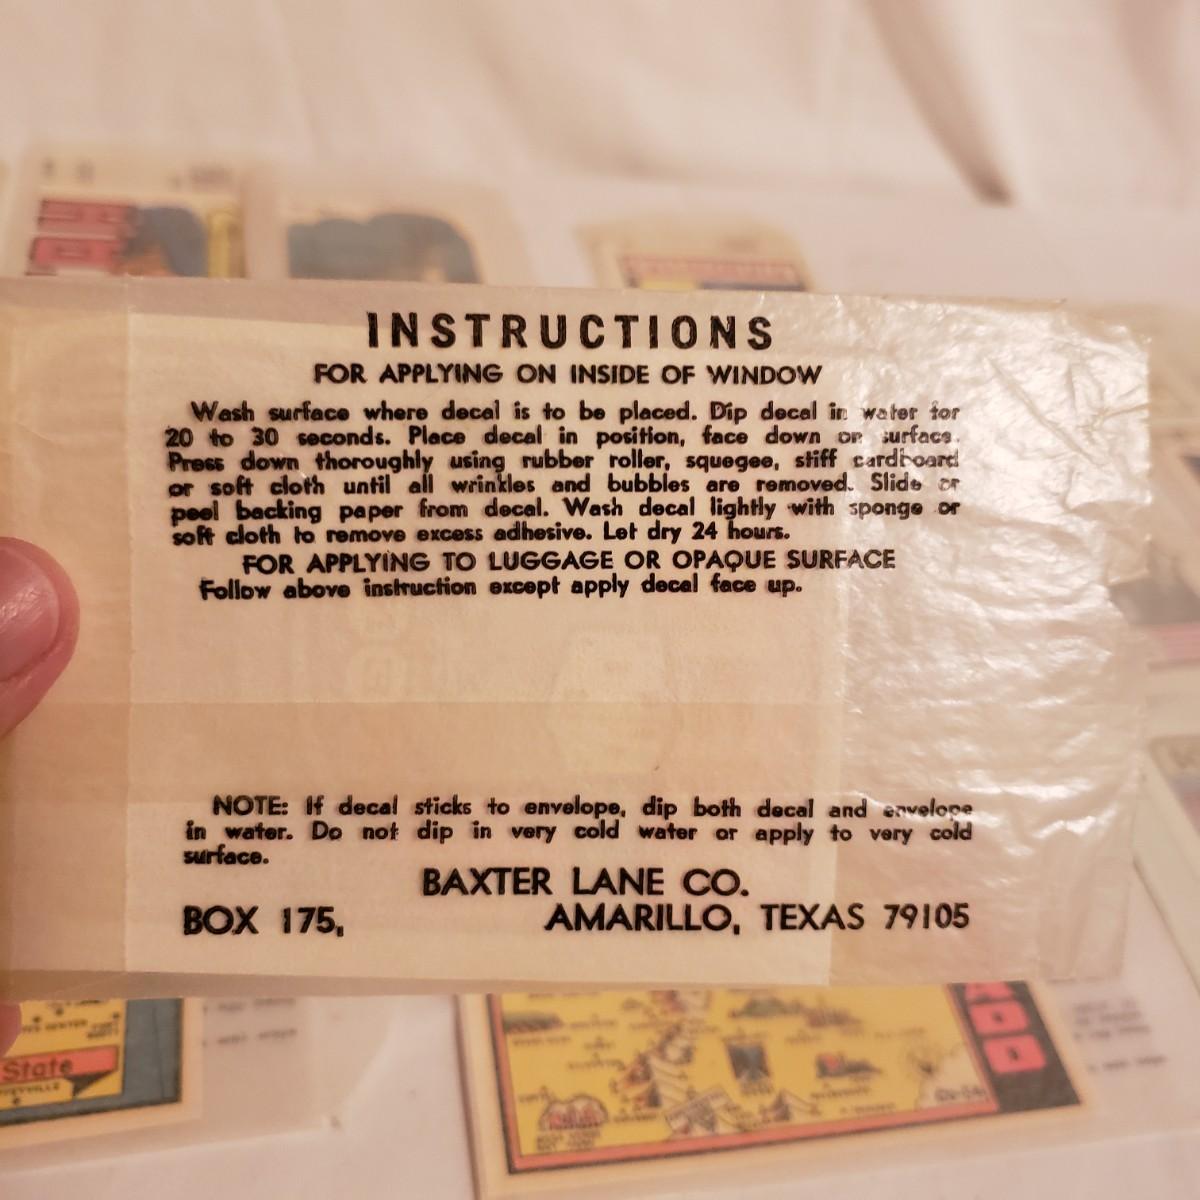 INSTRUCTIONS
FOR APPLYING ON INSIDE OF WINDOW
Wash surface where decal is to be placed. Dip decal in water for
20 to 30 seconds. Place decal in position, face down on surface.
Press down thoroughly using rubber roller, squegee, stiff cardboard
or soft cloth until all wrinkles and bubbles are removed. Slide or
peel backing paper from decal. Wash decal lightly with sponge or
soft cloth to remove excess adhesive. Let dry 24 hours.
FOR APPLYING TO LUGGAGE OR OPAQUE SURFACE
Follow above instruction except apply decal face up.
NOTE: If decal sticks to envelope, dip both decal and envelope
in water. Do not dip in very cold water or apply to very cold
surface.
BAXTER LANE CO.
BOX 175, AMARILLO, TEXAS 79105
State